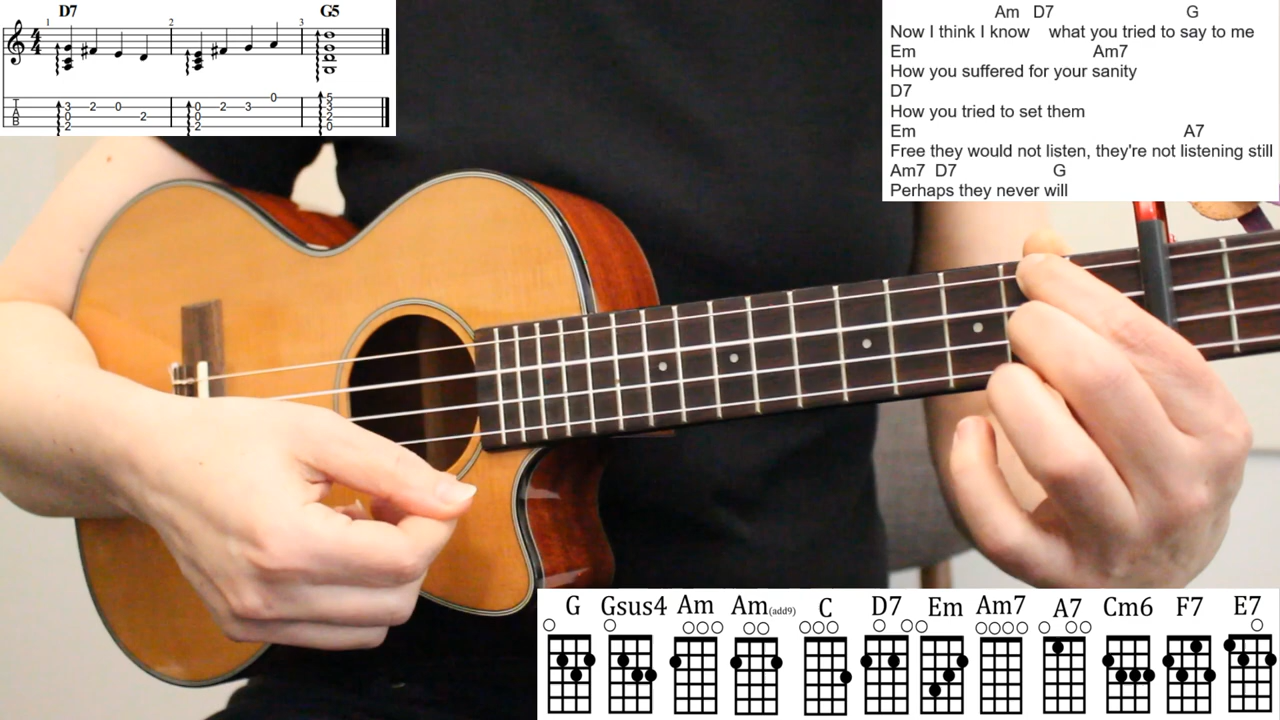 D7 G5
1 2 3
4
4
0 5
3 2 0 0 2 3 3
T A B 0 2 0 2
2 2 0
Am D7 G
Now I think I know what you tried to say to me
Em Am7
How you suffered for your sanity
D7
How you tried to set them
Em A7
Free they would not listen, they're not listening still
Am7 D7 G
Perhaps they never will
G Gsus4 Am Am(add9) C D7 Em Am7 A7 Cm6 F7 E7